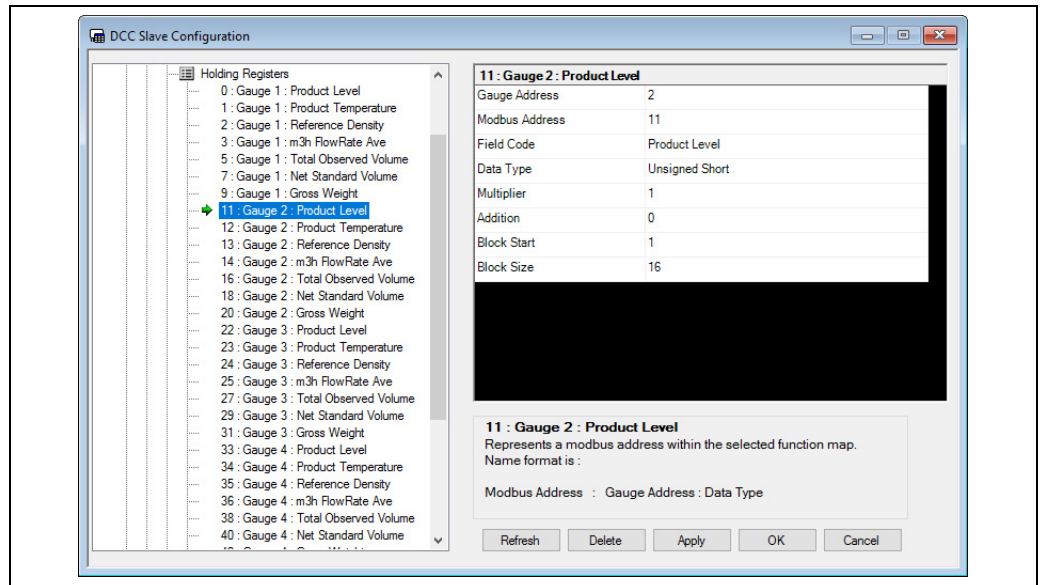 DCC Slave Configuration
Holding Registers
0 : Gauge 1 : Product Level
1 : Gauge 1 : Product Temperature
2 : Gauge 1 : Reference Density
3 : Gauge 1 : m3h FlowRate Ave
5 : Gauge 1 : Total Observed Volume
7 : Gauge 1 : Net Standard Volume
9 : Gauge 1 : Gross Weight
11 : Gauge 2 : Product Level
12 : Gauge 2 : Product Temperature
13 : Gauge 2 : Reference Density
14 : Gauge 2 : m3h FlowRate Ave
16 : Gauge 2 : Total Observed Volume
18 : Gauge 2 : Net Standard Volume
20 : Gauge 2 : Gross Weight
22 : Gauge 3 : Product Level
23 : Gauge 3 : Product Temperature
24 : Gauge 3 : Reference Density
25 : Gauge 3 : m3h FlowRate Ave
27 : Gauge 3 : Total Observed Volume
29 : Gauge 3 : Net Standard Volume
31 : Gauge 3 : Gross Weight
33 : Gauge 4 : Product Level
34 : Gauge 4 : Product Temperature
35 : Gauge 4 : Reference Density
36 : Gauge 4 : m3h FlowRate Ave
38 : Gauge 4 : Total Observed Volume
40 : Gauge 4 : Net Standard Volume
11 : Gauge 2 : Product Level
Gauge Address 2
Modbus Address 11
Field Code Product Level
Data Type Unsigned Short
Multiplier 1
Addition 0
Block Start 1
Block Size 16
11 : Gauge 2 : Product Level
Represents a modbus address within the selected function map.
Name format is :
Modbus Address : Gauge Address : Data Type
Refresh Delete Apply OK Cancel